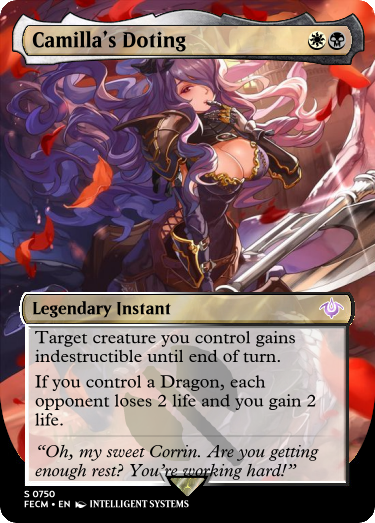 Camilla's Doting
Legendary Instant
Target creature you control gains
indestructible until end of turn.
If you control a Dragon, each
opponent loses 2 life and you gain 2
life.
“Oh, my sweet Corrin. Are you getting
enough rest? You're working hard!”
S 0750
FECM • EN INTELLIGENT SYSTEMS